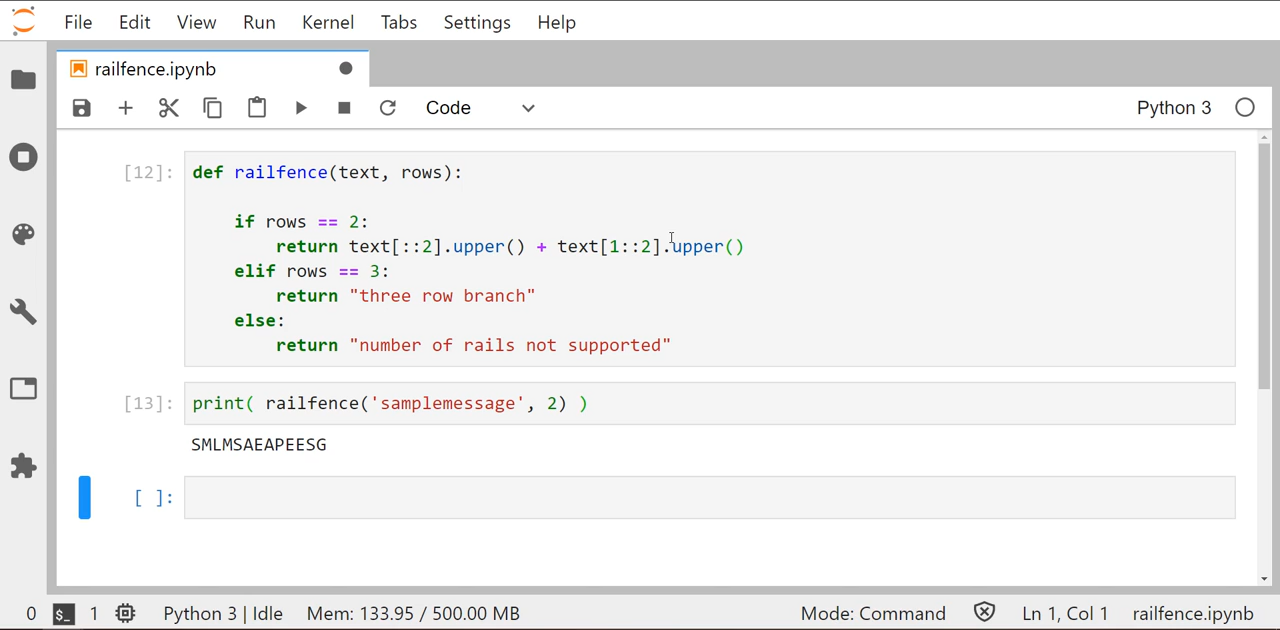 File Edit View Run Kernel Tabs Settings Help
railfence.ipynb
Code Python 3
[12]: def railfence(text, rows):
if rows == 2:
return text[::2].upper() + text[1::2].upper()
elif rows == 3:
return "three row branch"
else:
return "number of rails not supported"
[13]: print( railfence('samplemessage', 2) )
SMLMSAEAPEESG
[ ]:
0 $_ 1 Python 3 | Idle Mem: 133.95 / 500.00 MB Mode: Command Ln 1, Col 1 railfence.ipynb